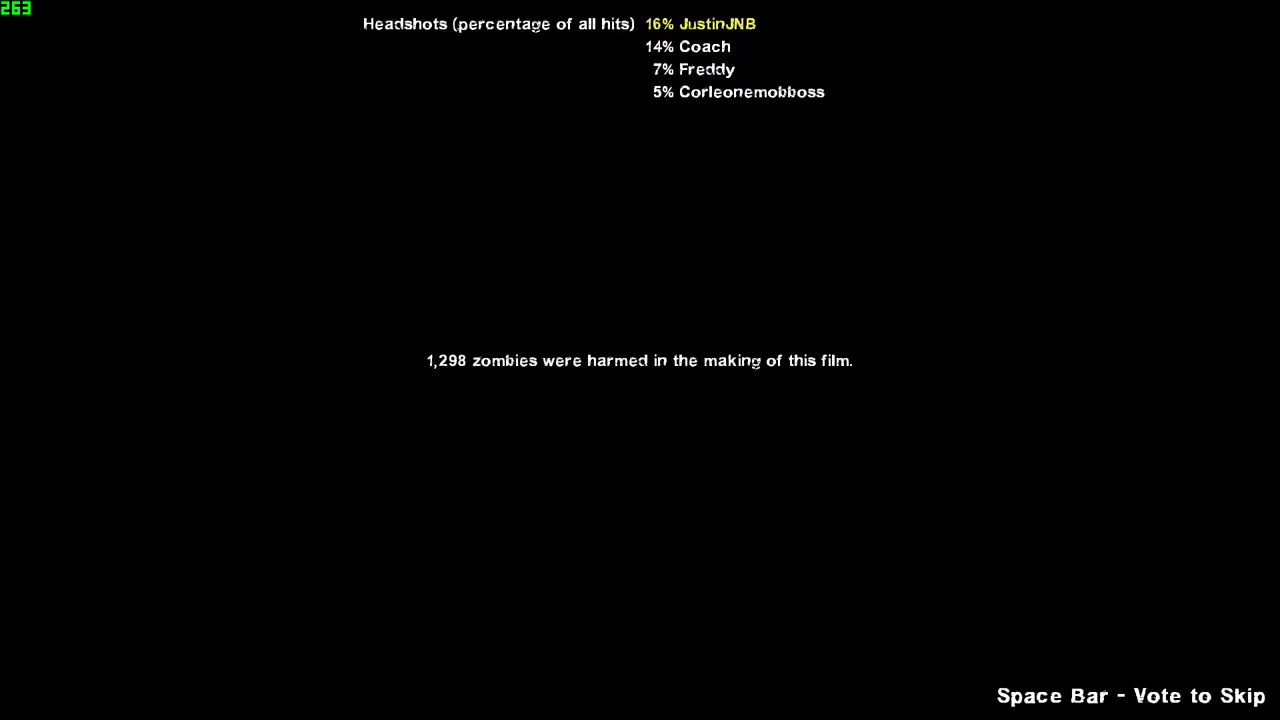 263
Headshots (percentage of all hits) 16% JustinJNB
14% Coach
7% Freddy
5% Corleonemobboss
1,298 zombies were harmed in the making of this film.
Space Bar - Vote to Skip